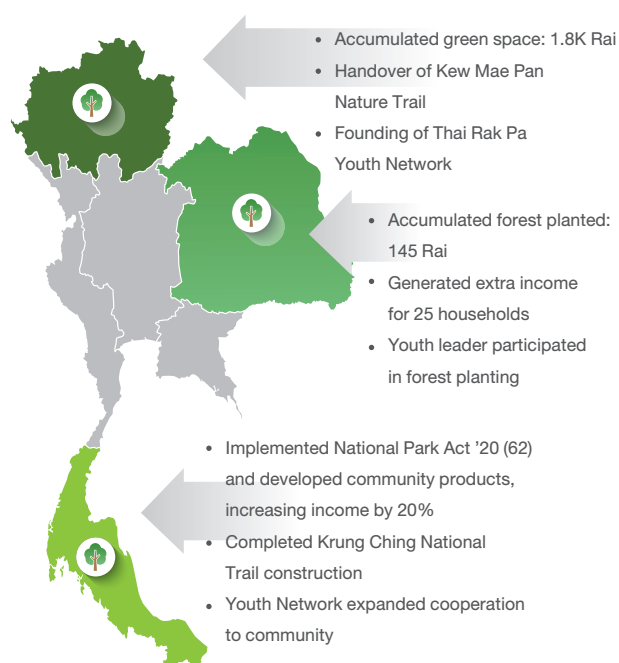 • Accumulated green space: 1.8K Rai
• Handover of Kew Mae Pan
Nature Trail
• Founding of Thai Rak Pa
Youth Network
• Accumulated forest planted:
145 Rai
• Generated extra income
for 25 households
• Youth leader participated
in forest planting
• Implemented National Park Act ’20 (62)
and developed community products,
increasing income by 20%
• Completed Krung Ching National
Trail construction
• Youth Network expanded cooperation
to community